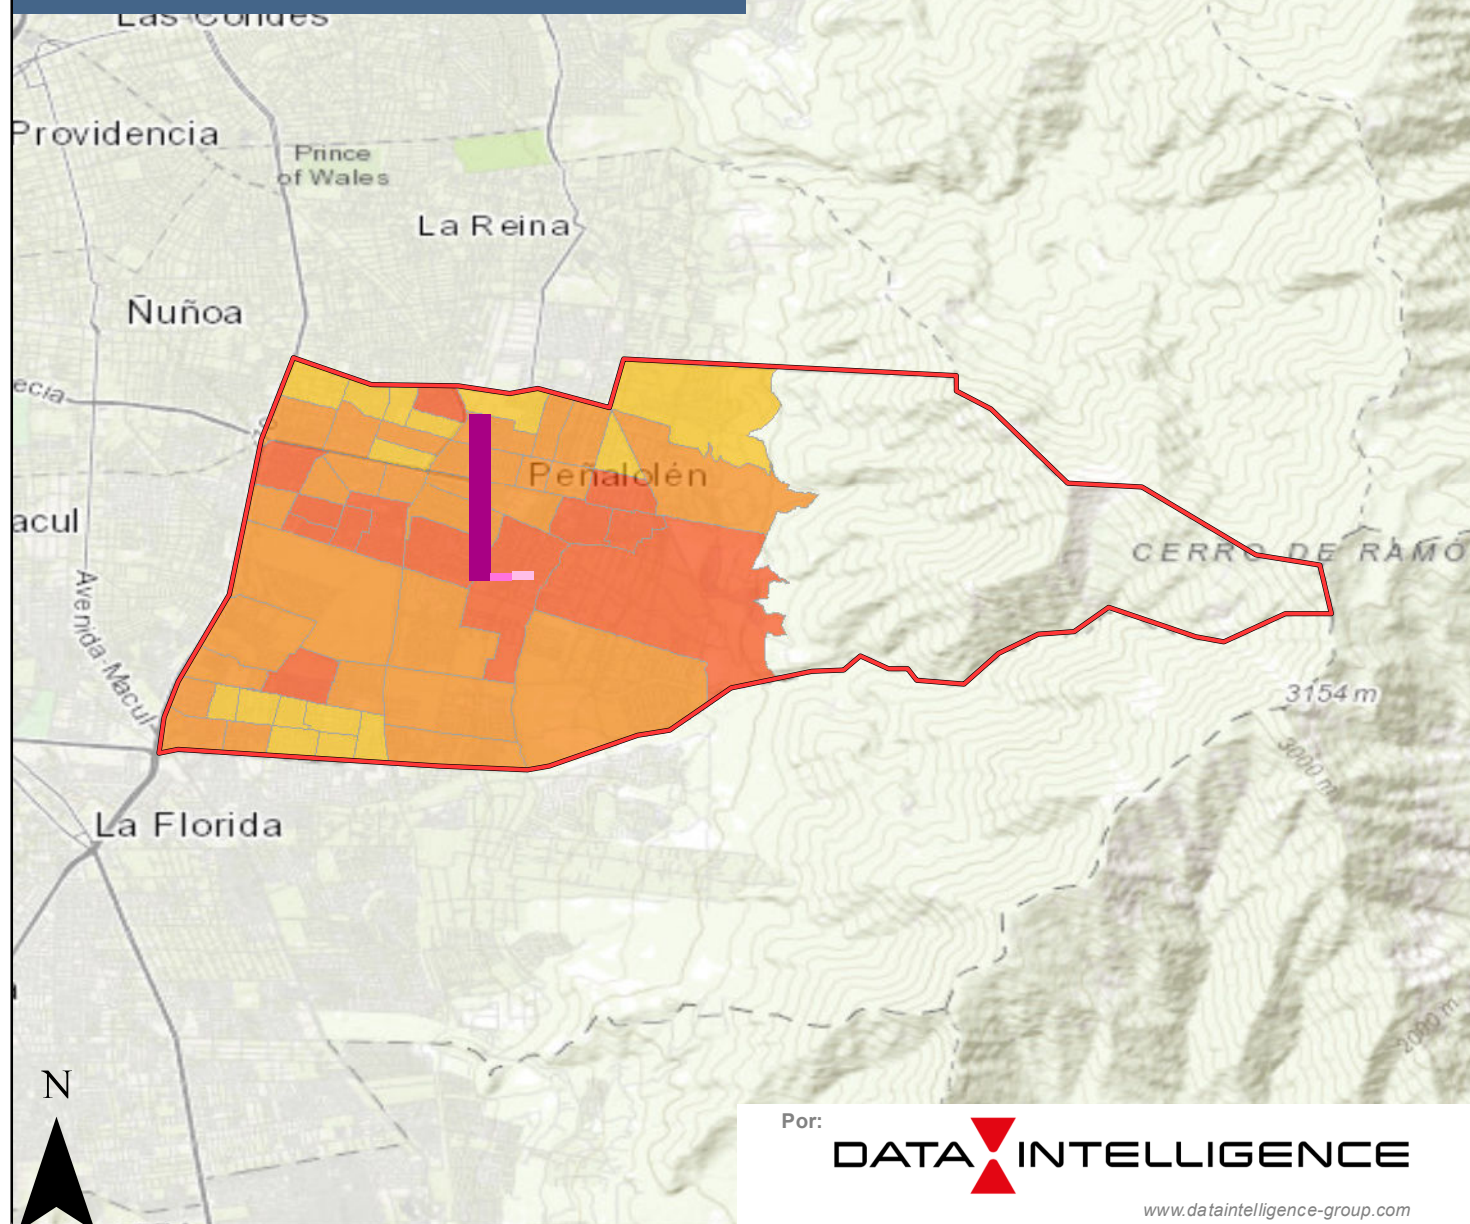 Las Condes
Providencia
Prince
of Wales
La Reina
Ñuñoa
ecia
Peñalolén
acul
CERRO DE RAMÓ
Avenida Macul
3154 m
3000 m
La Florida
2000 m
N
Por:
DATA INTELLIGENCE
www.dataintelligence-group.com